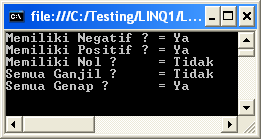 file:///C:/Testing/LINQ1/L...
Memiliki Negatif ? = Ya
Memiliki Positif ? = Ya
Memiliki Nol ? = Tidak
Semua Ganjil ? = Tidak
Semua Genap ? = Ya